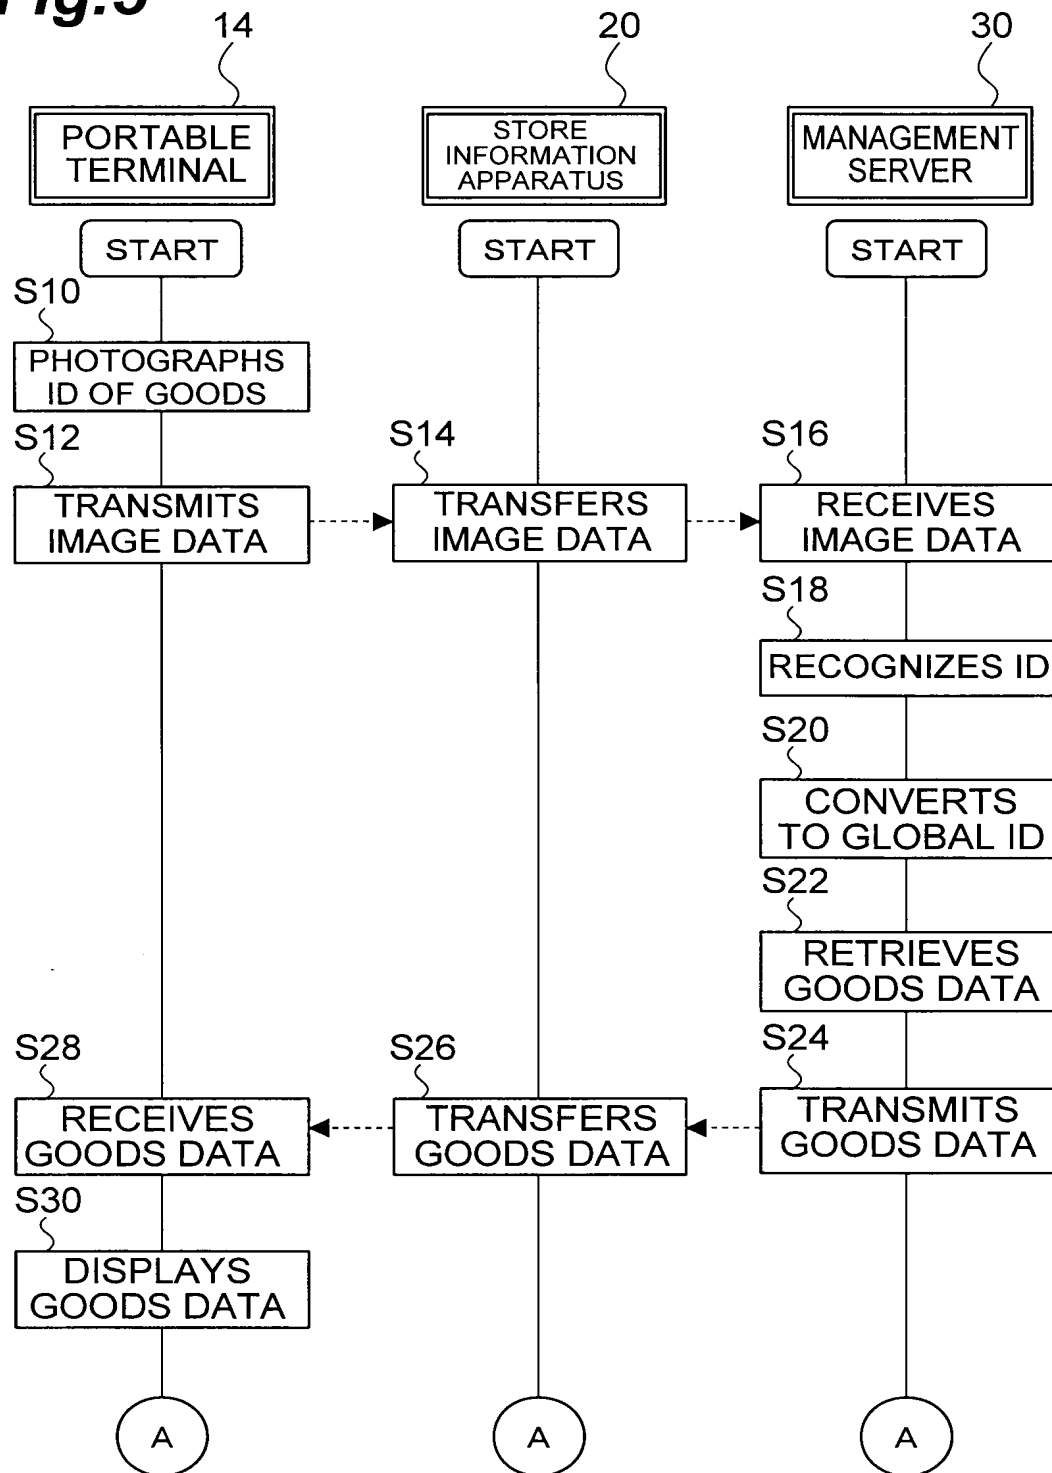 Fig.5
14
20
30
PORTABLE
TERMINAL
STORE
INFORMATION
APPARATUS
MANAGEMENT
SERVER
START
START
START
S10
PHOTOGRAPHS
ID OF GOODS
S12
TRANSMITS
IMAGE DATA
S14
TRANSFERS
IMAGE DATA
S16
RECEIVES
IMAGE DATA
S18
RECOGNIZES ID
S20
CONVERTS
TO GLOBAL ID
S22
RETRIEVES
GOODS DATA
S24
TRANSMITS
GOODS DATA
S26
TRANSFERS
GOODS DATA
S28
RECEIVES
GOODS DATA
S30
DISPLAYS
GOODS DATA
A
A
A